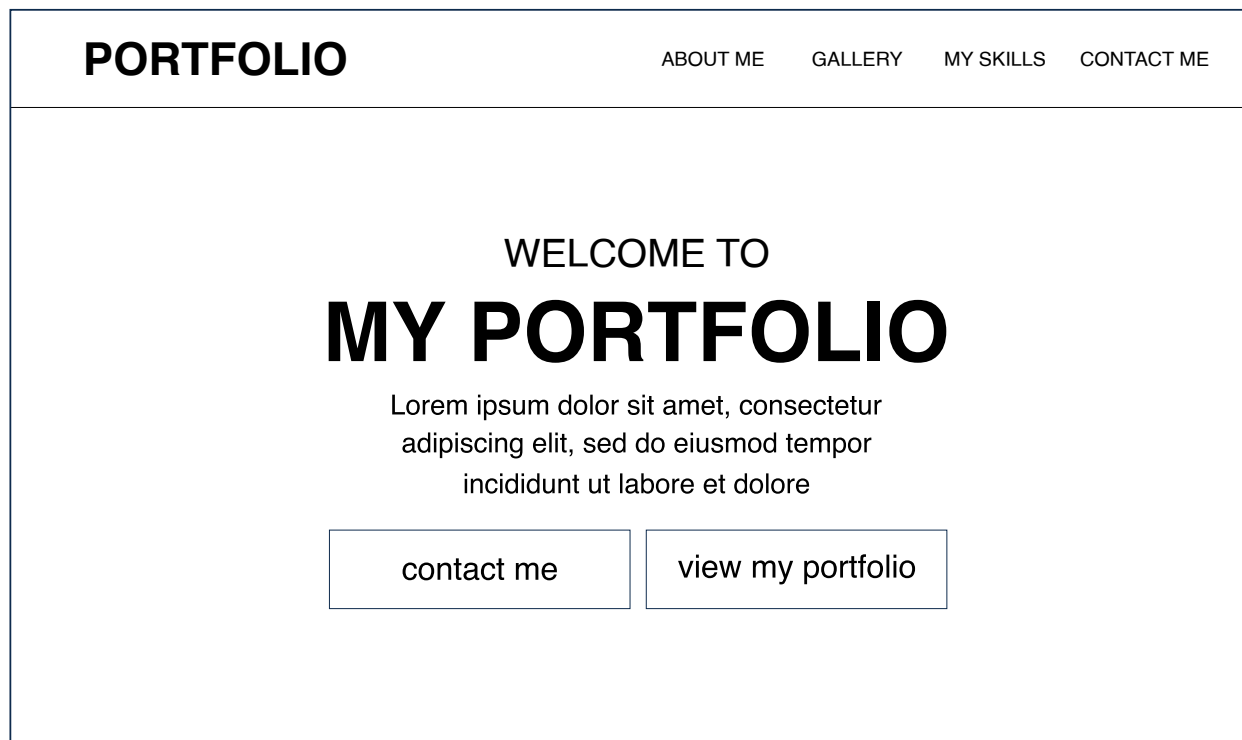 PORTFOLIO
ABOUT ME GALLERY MY SKILLS CONTACT ME
WELCOME TO
MY PORTFOLIO
Lorem ipsum dolor sit amet, consectetur
adipiscing elit, sed do eiusmod tempor
incididunt ut labore et dolore
contact me
view my portfolio